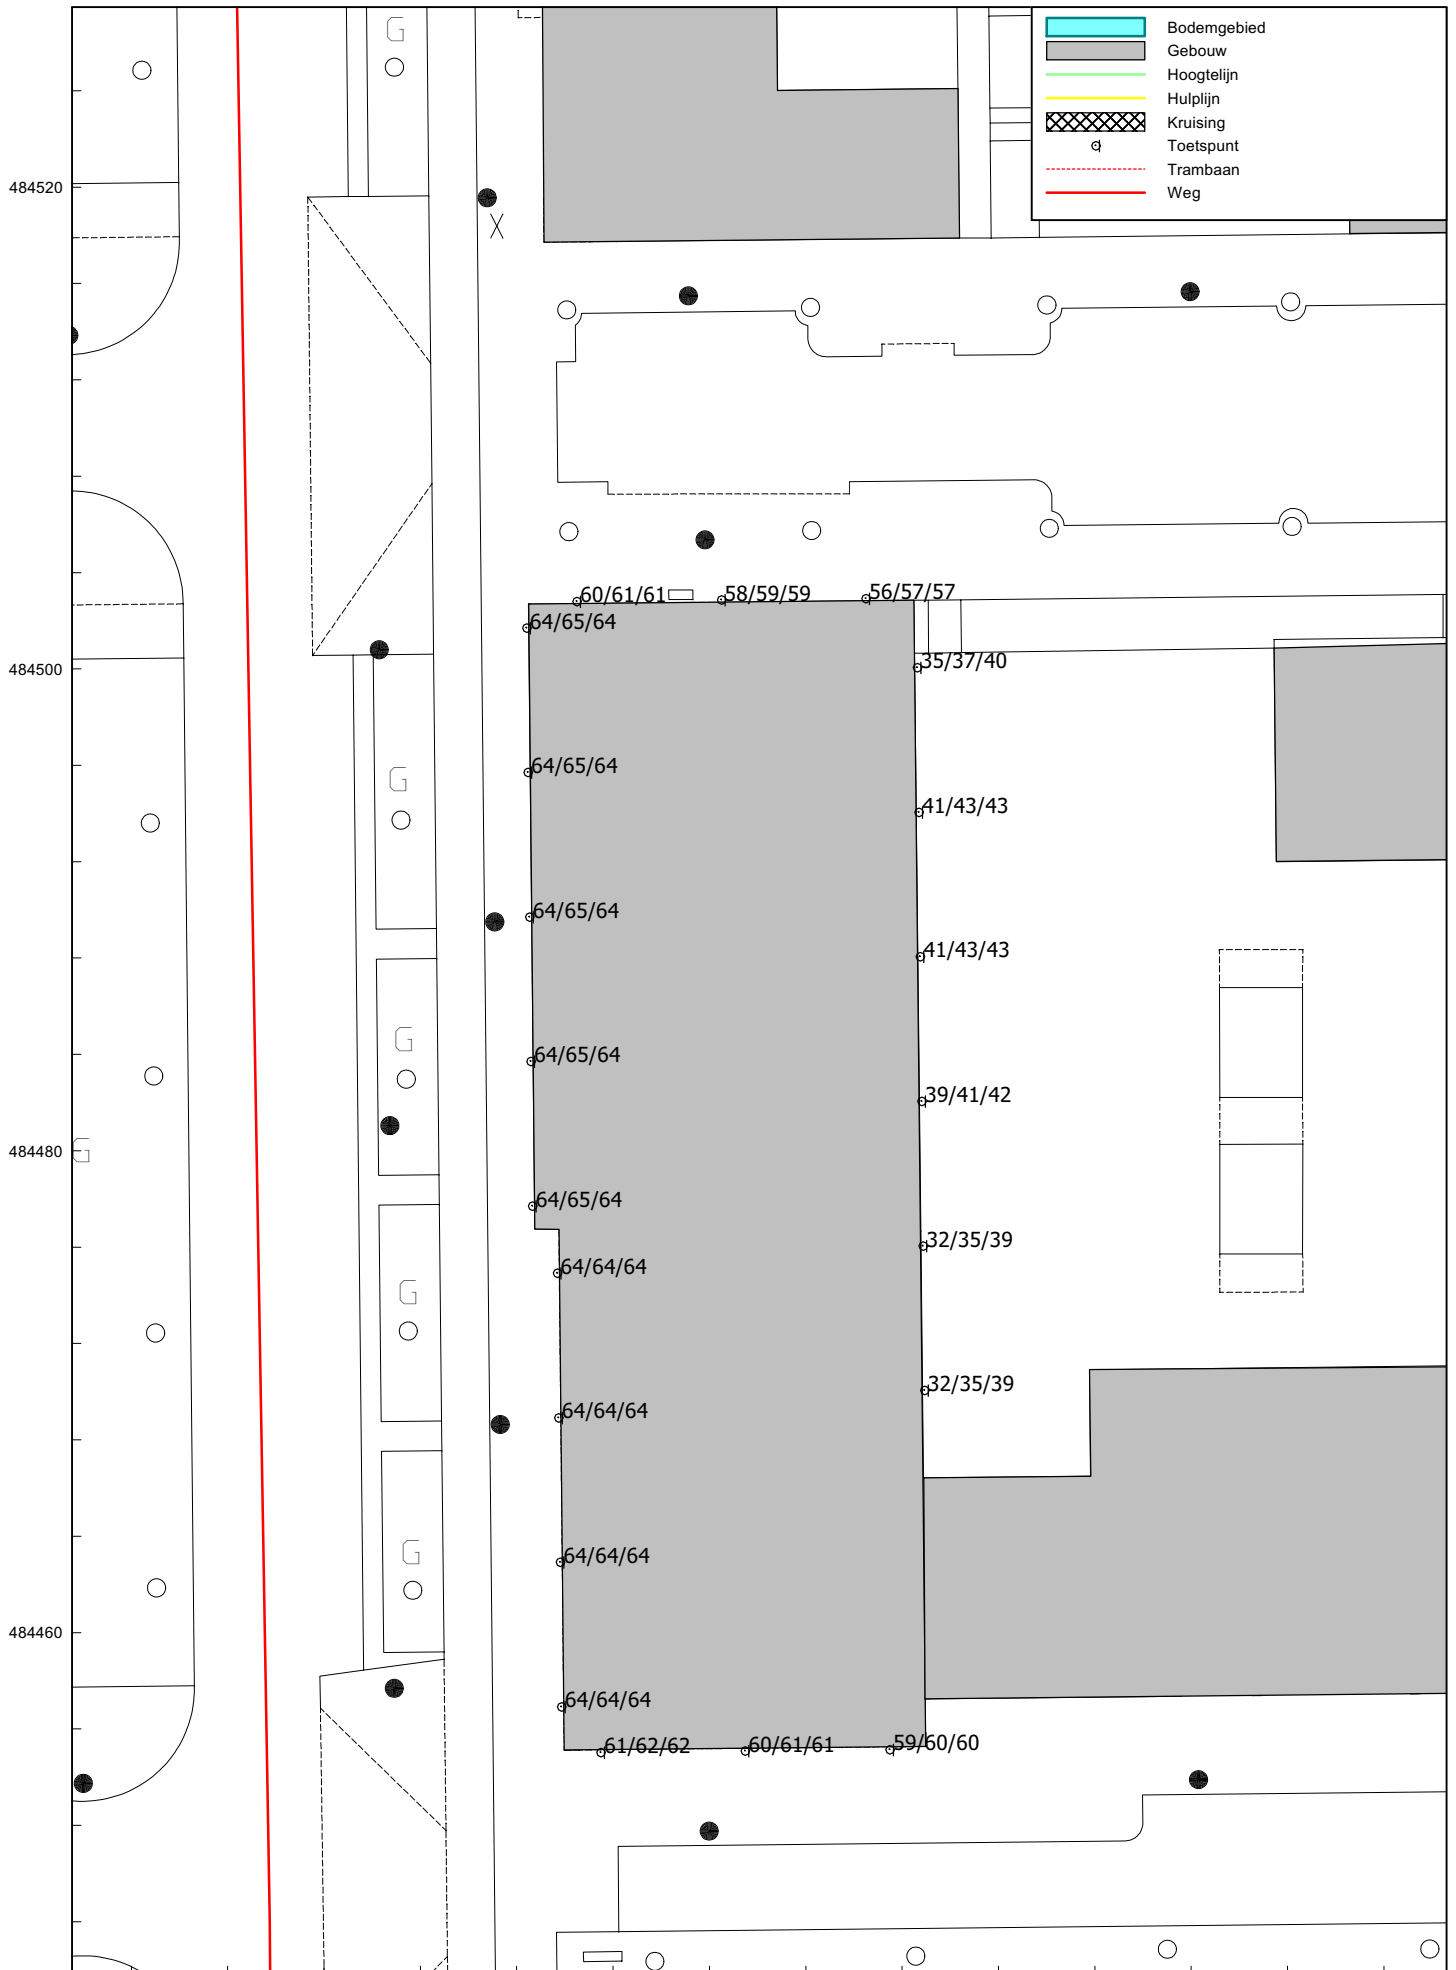 G
Bodemgebied
Gebouw
Hoogtelijn
Hulplijn
Kruising
Toetspunt
Trambaan
Weg
484520
X
60/61/61
58/59/59
56/57/57
64/65/64
484500
35/37/40
64/65/64
G
41/43/43
64/65/64
41/43/43
G
64/65/64
39/41/42
484480
G
64/65/64
32/35/39
64/64/64
G
32/35/39
64/64/64
G
64/64/64
484460
64/64/64
61/62/62
60/61/61
59/60/60